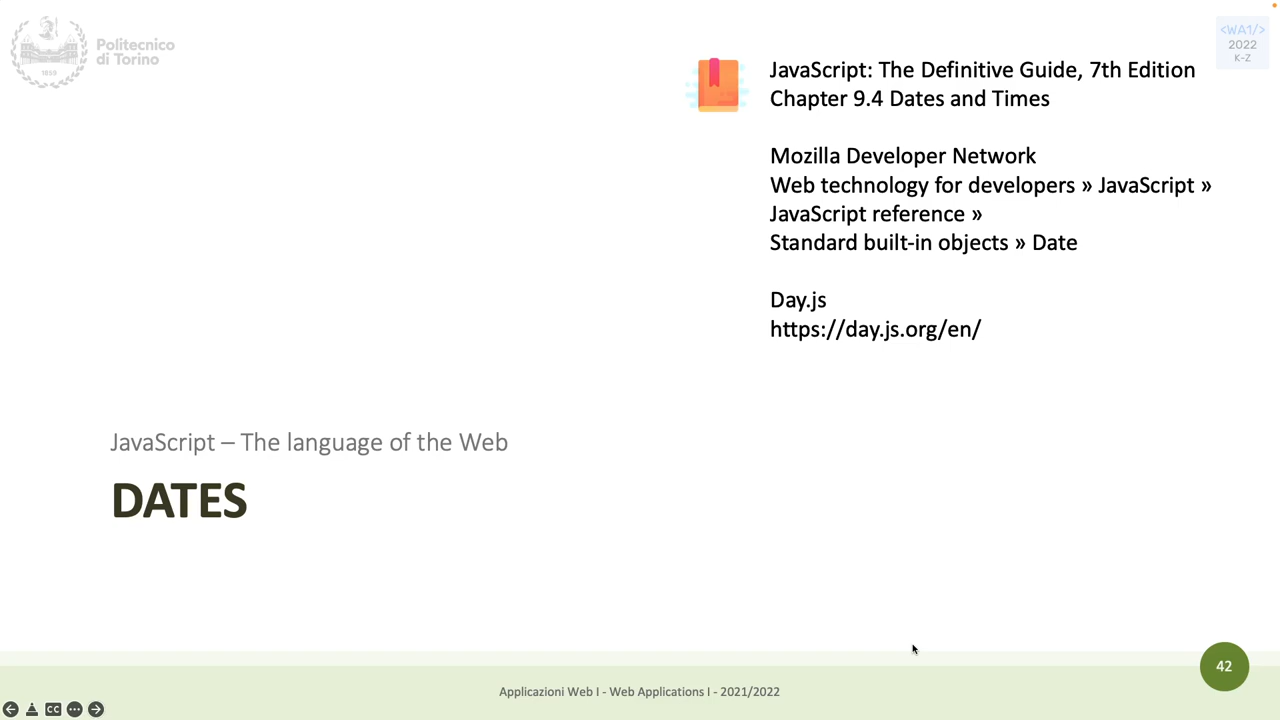 Politecnico
di Torino
1859
<WA1/>
2022
K-Z
JavaScript: The Definitive Guide, 7th Edition
Chapter 9.4 Dates and Times
Mozilla Developer Network
Web technology for developers » JavaScript »
JavaScript reference »
Standard built-in objects » Date
Day.js
https://day.js.org/en/
JavaScript – The language of the Web
DATES
42
Applicazioni Web I - Web Applications I - 2021/2022
CC